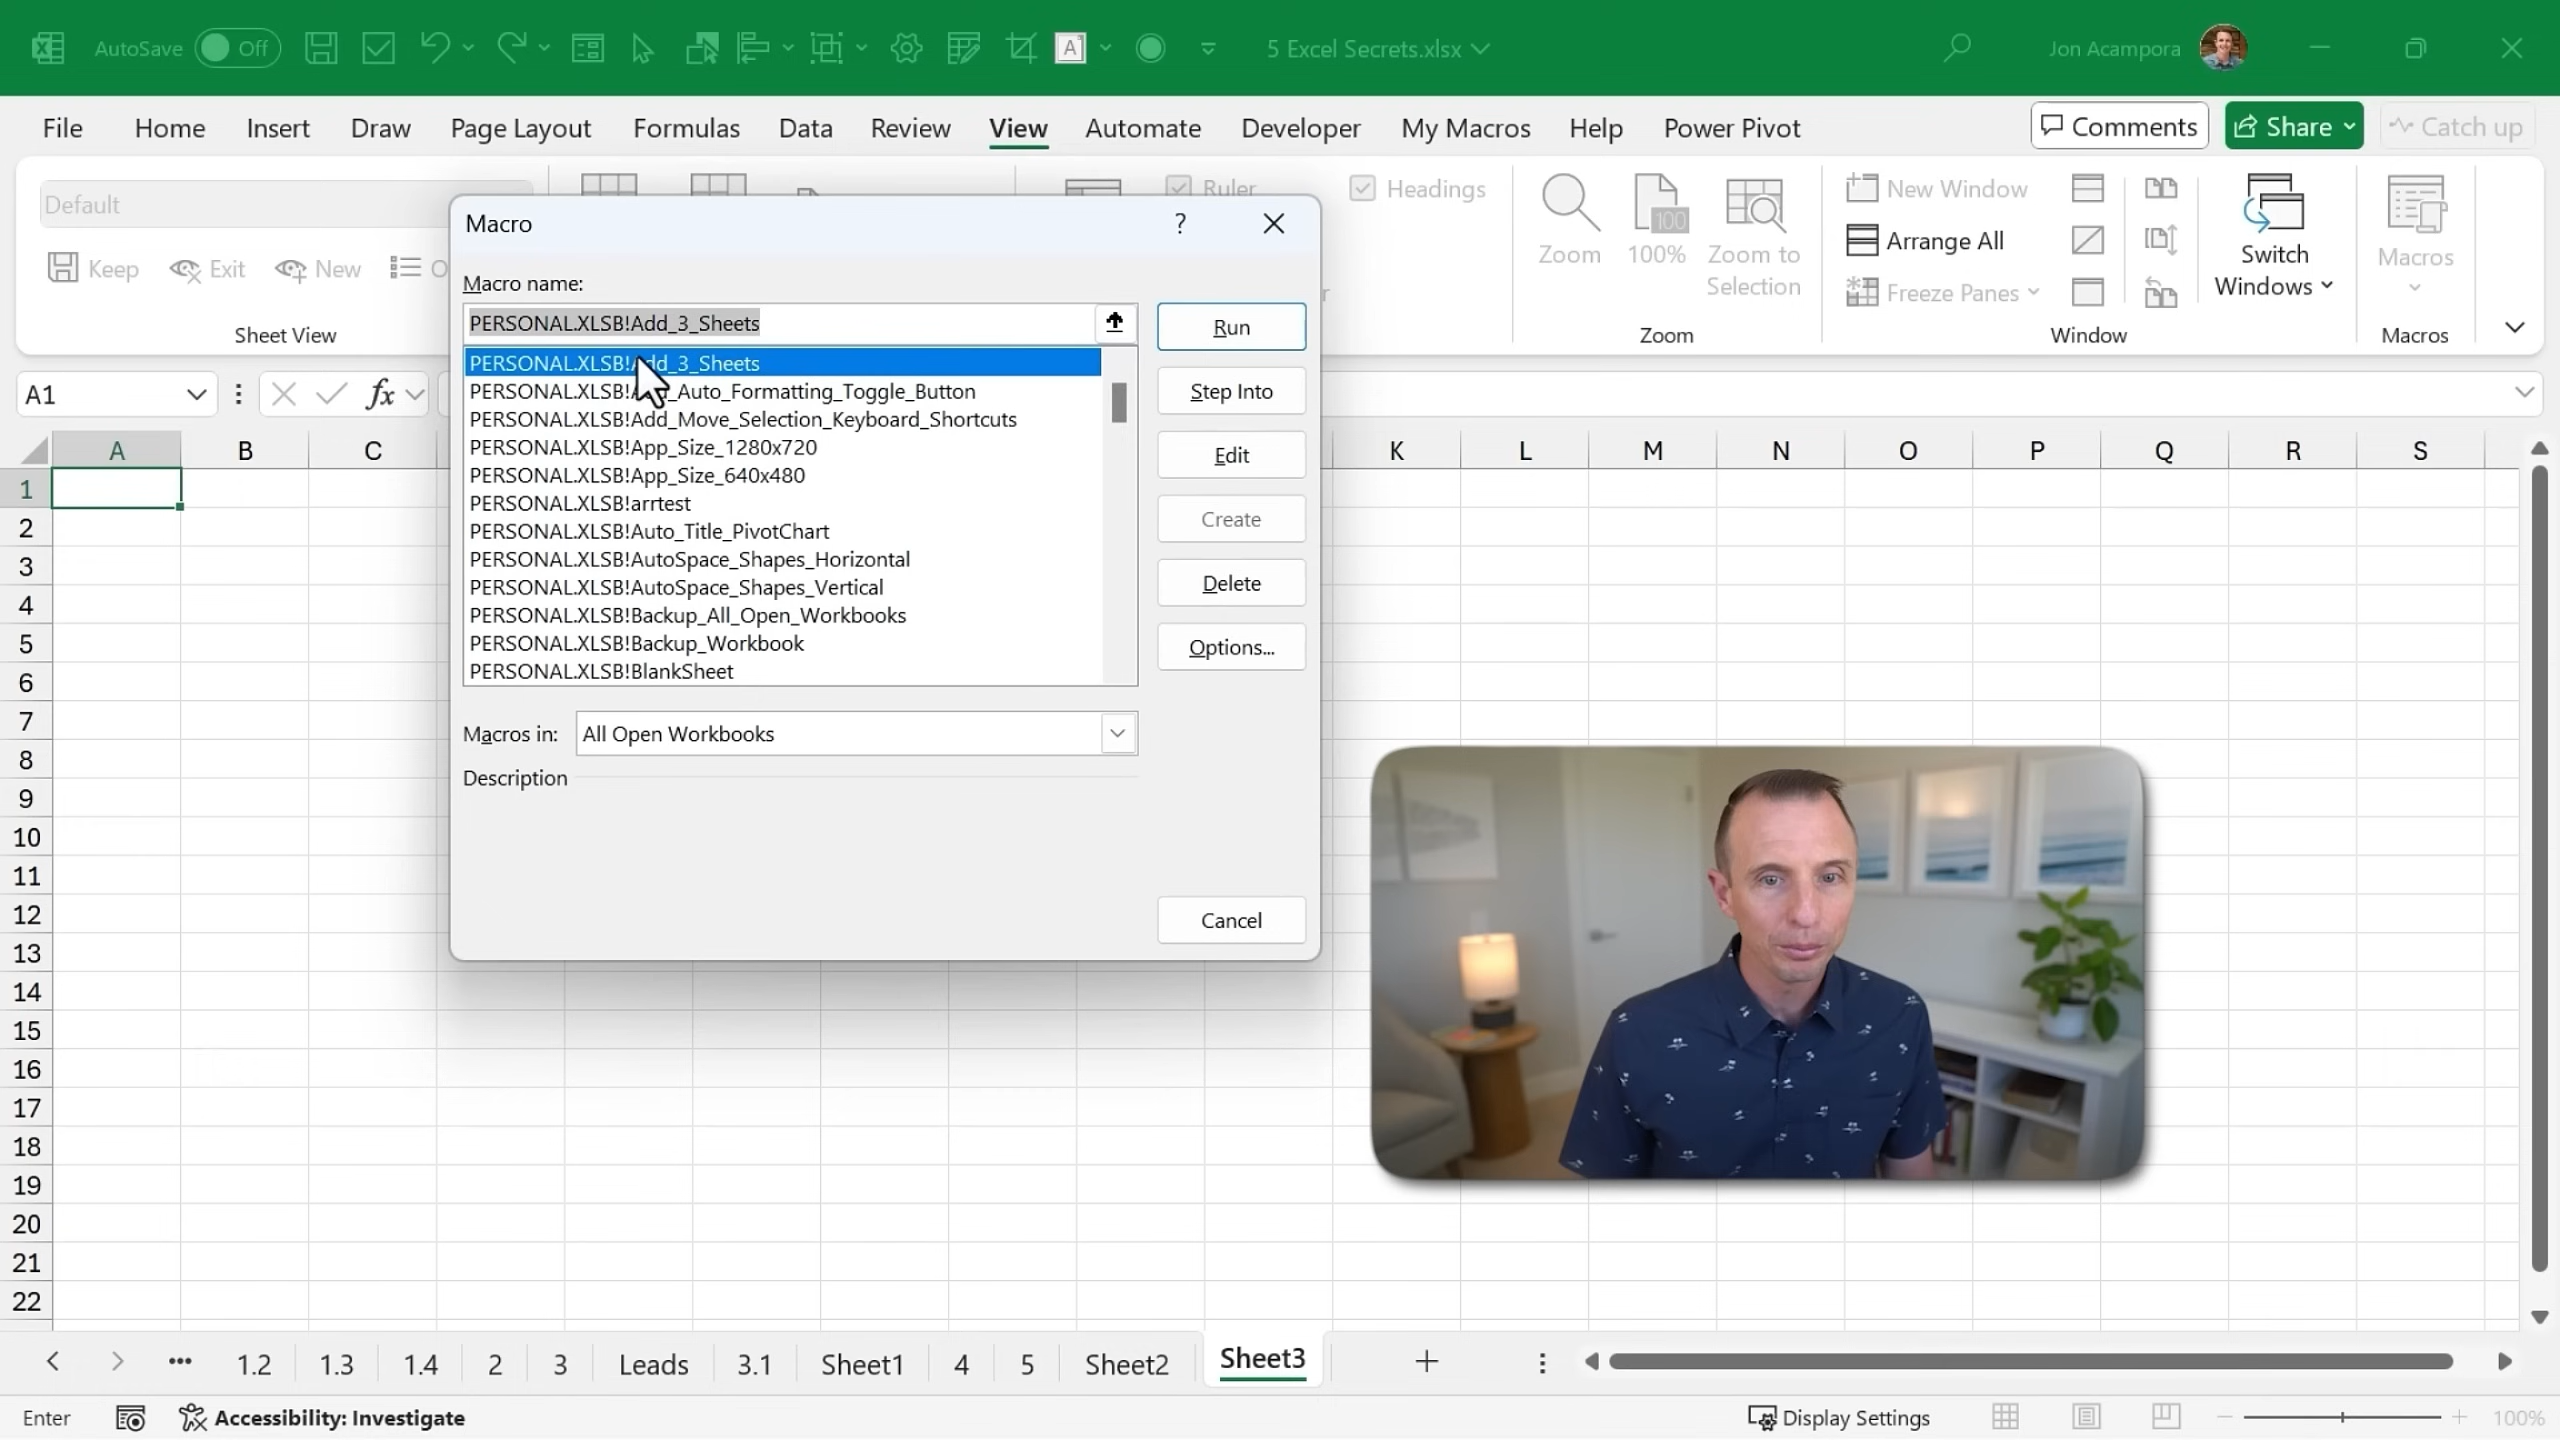 AutoSave Off 5 Excel Secrets.xlsx Jon Acampora
File Home Insert Draw Page Layout Formulas Data Review View Automate Developer My Macros Help Power Pivot Comments Share Catch up
Default
Keep Exit New
Sheet View
Ruler Headings
Zoom
100
100%
Zoom to
Selection
Zoom
New Window
Arrange All
Freeze Panes
Switch
Windows
Window
Macros
Macros
Macro ?
Macro name:
PERSONAL.XLSB!Add_3_Sheets
PERSONAL.XLSB!Add_3_Sheets
PERSONAL.XLSB!Add_Auto_Formatting_Toggle_Button
PERSONAL.XLSB!Add_Move_Selection_Keyboard_Shortcuts
PERSONAL.XLSB!App_Size_1280x720
PERSONAL.XLSB!App_Size_640x480
PERSONAL.XLSB!arrtest
PERSONAL.XLSB!Auto_Title_PivotChart
PERSONAL.XLSB!AutoSpace_Shapes_Horizontal
PERSONAL.XLSB!AutoSpace_Shapes_Vertical
PERSONAL.XLSB!Backup_All_Open_Workbooks
PERSONAL.XLSB!Backup_Workbook
PERSONAL.XLSB!BlankSheet
Run
Step Into
Edit
Create
Delete
Options...
Macros in: All Open Workbooks
Description
Cancel
A1 fx
A B C K L M N O P Q R S
1
2
3
4
5
6
7
8
9
10
11
12
13
14
15
16
17
18
19
20
21
22
1.2 1.3 1.4 2 3 Leads 3.1 Sheet1 4 5 Sheet2 Sheet3
Enter Accessibility: Investigate Display Settings 100%